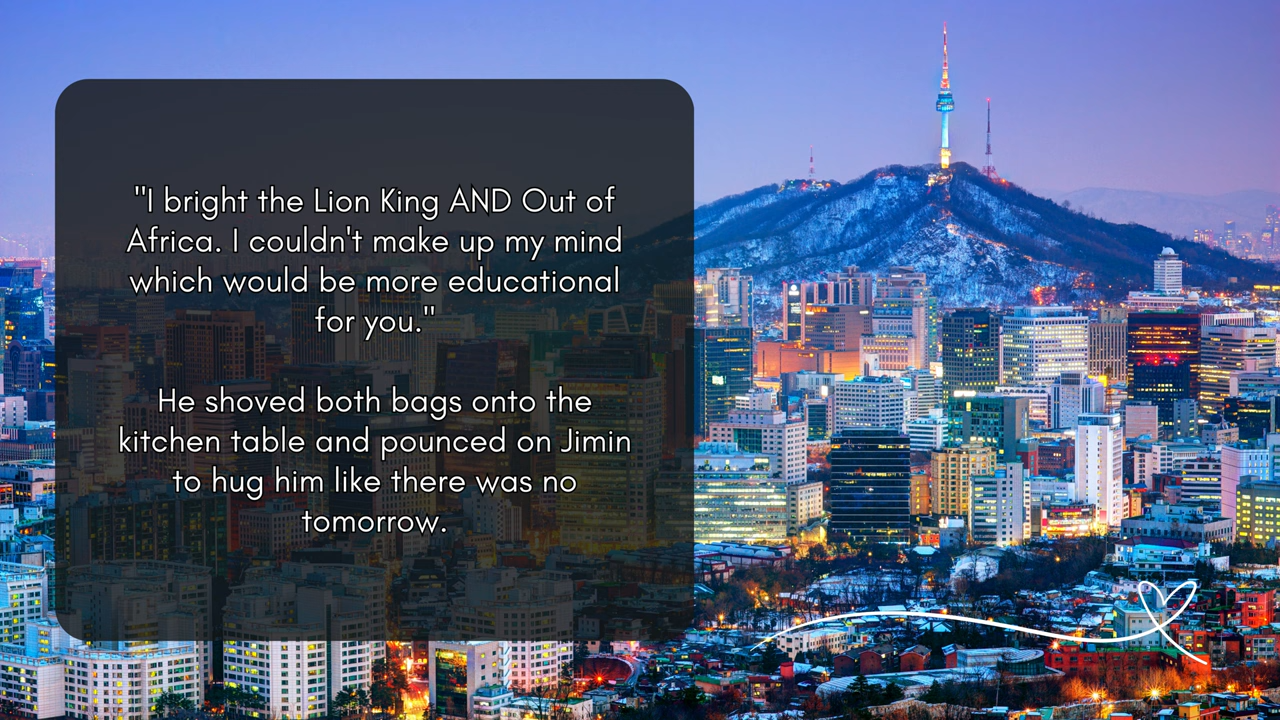 "I bright the Lion King AND Out of
Africa. I couldn't make up my mind
which would be more educational
for you."
He shoved both bags onto the
kitchen table and pounced on Jimin
to hug him like there was no
tomorrow.